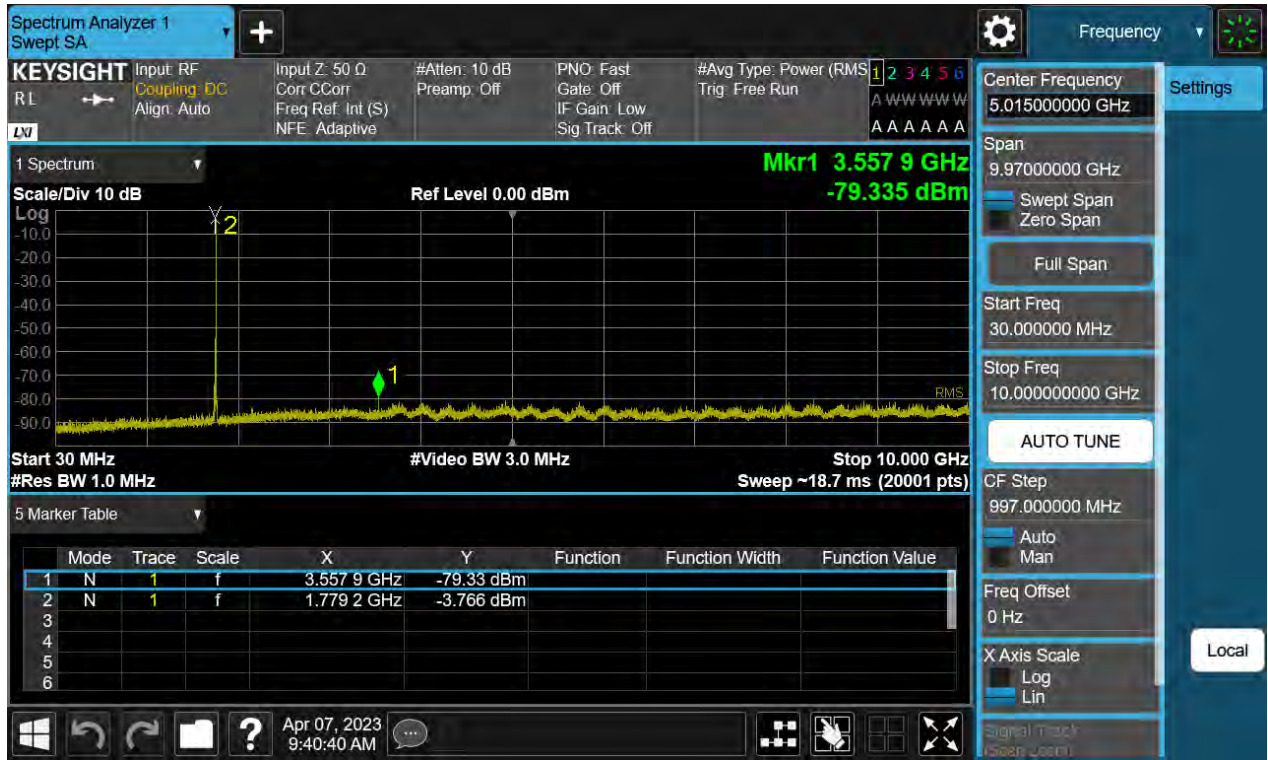 Spectrum Analyzer 1
Swept SA
Frequency
KEYSIGHT
RL
LXI
Input: RF
Coupling: DC
Align: Auto
Input Z: 50 Ω
Corr CCorr
Freq Ref: Int (S)
NFE: Adaptive
#Atten: 10 dB
Preamp: Off
PNO: Fast
Gate: Off
IF Gain: Low
Sig Track: Off
#Avg Type: Power (RMS
Trig: Free Run
1 2 3 4 5 6
A W W W W W
A A A A A A
1 Spectrum
Scale/Div 10 dB
Ref Level 0.00 dBm
Mkr1 3.557 9 GHz
-79.335 dBm
Log
-10.0
-20.0
-30.0
-40.0
-50.0
-60.0
-70.0
-80.0
-90.0
2
1
RMS
Start 30 MHz
#Video BW 3.0 MHz
Stop 10.000 GHz
#Res BW 1.0 MHz
Sweep ~18.7 ms (20001 pts)
5 Marker Table
Mode Trace Scale X Y Function Function Width Function Value
1 N 1 f 3.557 9 GHz -79.33 dBm
2 N 1 f 1.779 2 GHz -3.766 dBm
3
4
5
6
Apr 07, 2023
9:40:40 AM
Center Frequency
5.015000000 GHz
Settings
Span
9.97000000 GHz
Swept Span
Zero Span
Full Span
Start Freq
30.000000 MHz
Stop Freq
10.000000000 GHz
AUTO TUNE
CF Step
997.000000 MHz
Auto
Man
Freq Offset
0 Hz
X Axis Scale
Log
Lin
Local
Signal Track
(Span Zoom)